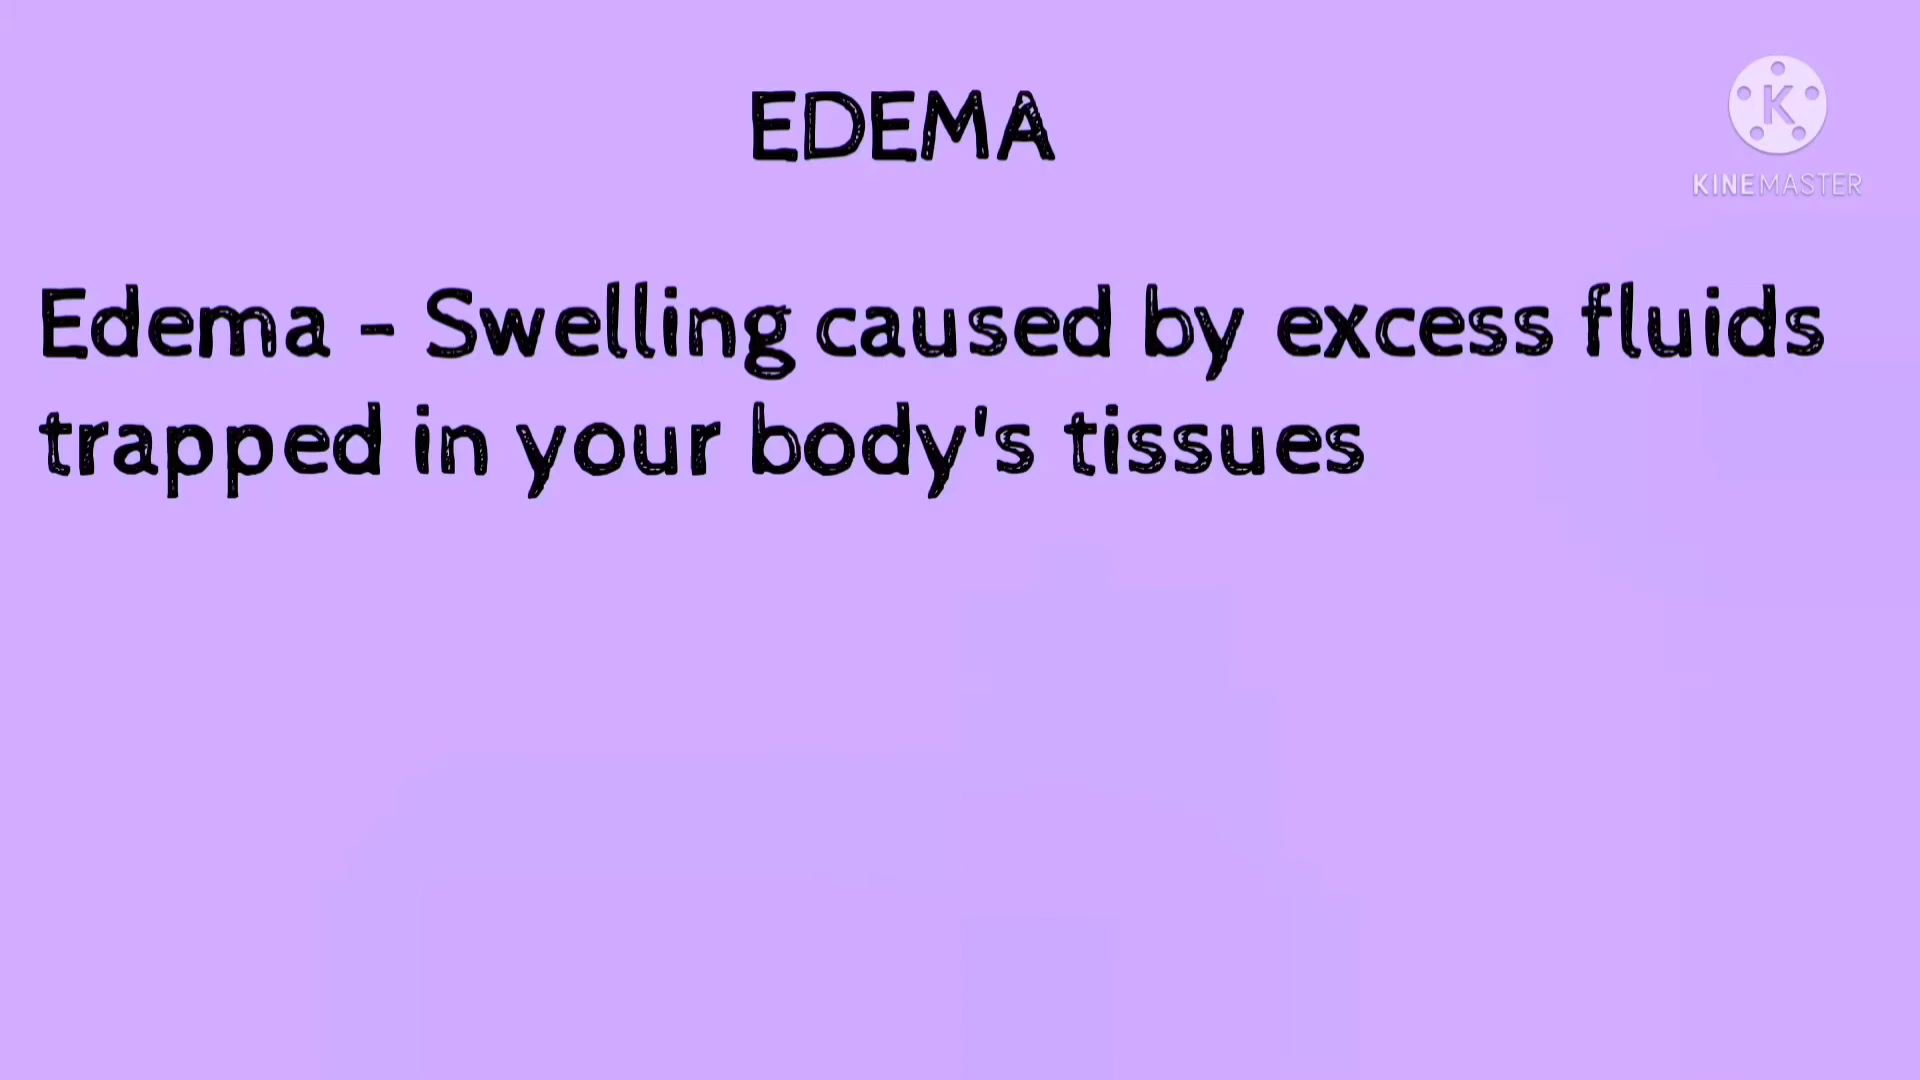 EDEMA
K
KINEMASTER
Edema - Swelling caused by excess fluids
trapped in your body's tissues